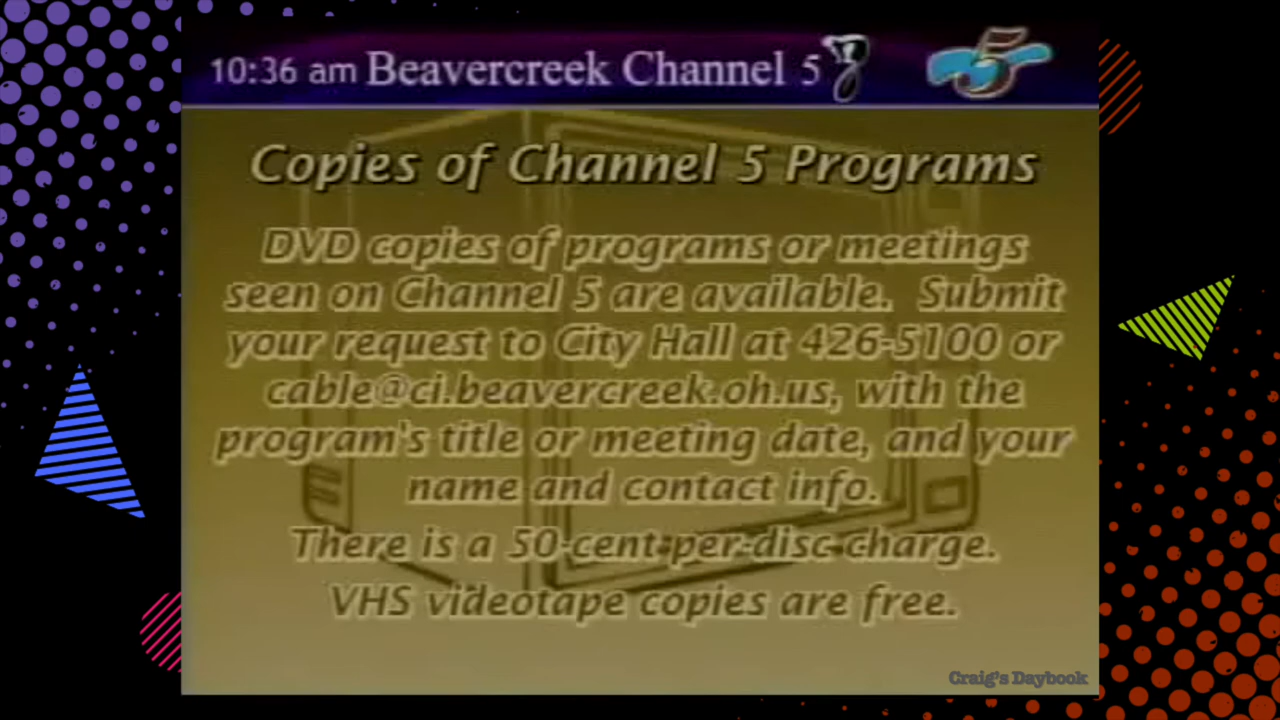 10:36 am Beavercreek Channel 5
5
Copies of Channel 5 Programs
DVD copies of programs or meetings
seen on Channel 5 are available. Submit
your request to City Hall at 426-5100 or
cable@ci.beavercreek.oh.us, with the
program's title or meeting date, and your
name and contact info.
There is a 50-cent-per-disc charge.
VHS videotape copies are free.
Craig's Daybook